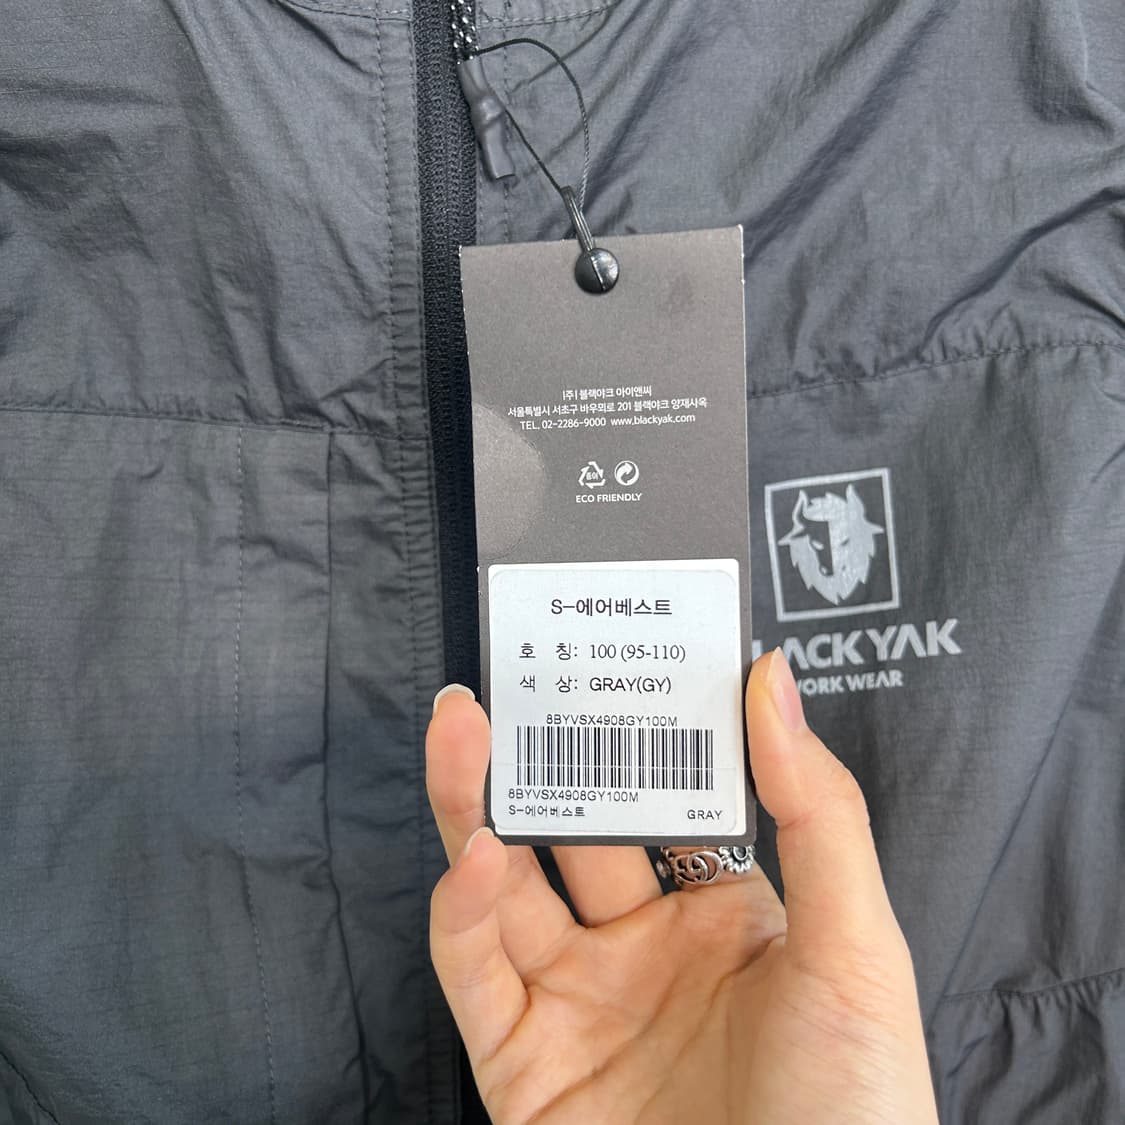 (주) 블랙야크 아이앤씨
서울특별시 서초구 바우뫼로 201 블랙야크 양재사옥
TEL. 02-2286-9000 www.blackyak.com
종이
ECO FRIENDLY
S-에어베스트
호 칭: 100 (95-110)
색 상: GRAY(GY)
8BYVSX4908GY100M
8BYVSX4908GY100M
S-에어베스트 GRAY
BLACKYAK
WORK WEAR